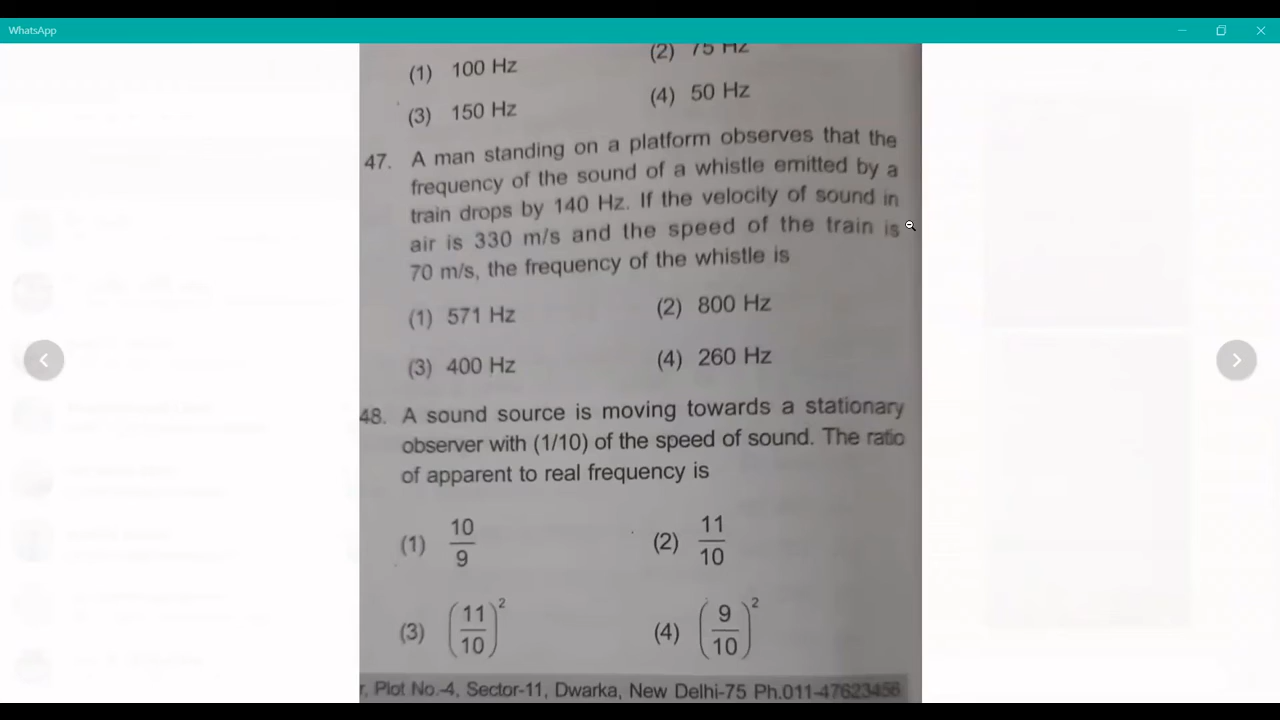 WhatsApp
(1) 100 Hz (2) 75 Hz
(3) 150 Hz (4) 50 Hz
47. A man standing on a platform observes that the
frequency of the sound of a whistle emitted by a
train drops by 140 Hz. If the velocity of sound in
air is 330 m/s and the speed of the train is
70 m/s, the frequency of the whistle is
(1) 571 Hz (2) 800 Hz
(3) 400 Hz (4) 260 Hz
48. A sound source is moving towards a stationary
observer with (1/10) of the speed of sound. The ratio
of apparent to real frequency is
(1) 10/9 (2) 11/10
(3) (11/10)² (4) (9/10)²
r, Plot No.-4, Sector-11, Dwarka, New Delhi-75 Ph.011-47623456